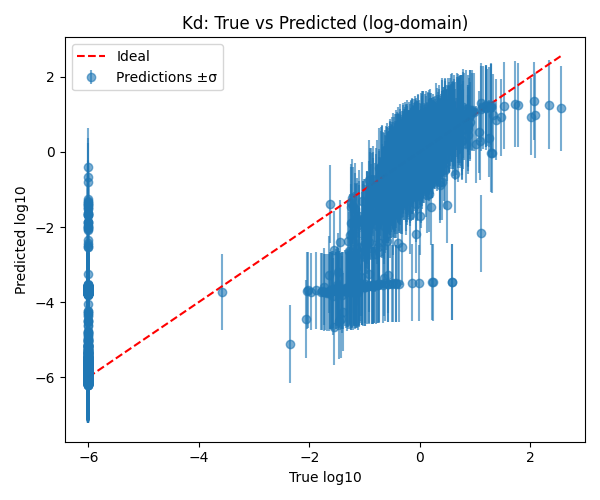 Kd: True vs Predicted (log-domain)
Ideal
Predictions ±σ
Predicted log10
2
0
−2
−4
−6
−6 −4 −2 0 2
True log10